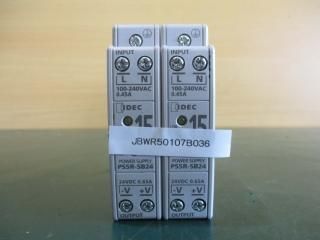 INPUT INPUT
L N L N
100-240VAC 100-240VAC
0.45A 0.45A
IDEC IDEC
15 15
JBWR50107B036
POWER SUPPLY POWER SUPPLY
PS5R-SB24 PS5R-SB24
24VDC 0.65A 24VDC 0.65A
-V +V -V +V
OUTPUT OUTPUT